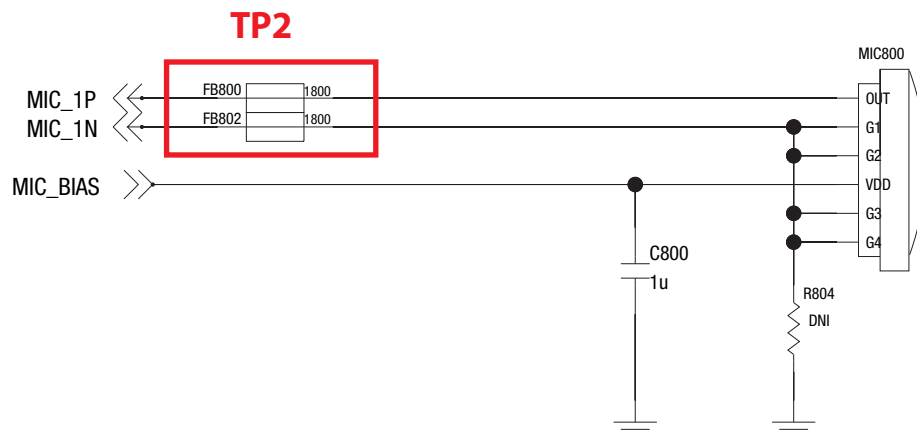 TP2
MIC800
FB800 1800
MIC_1P OUT
FB802 1800
MIC_1N G1
G2
MIC_BIAS VDD
G3
G4
C800
1u
R804
DNI